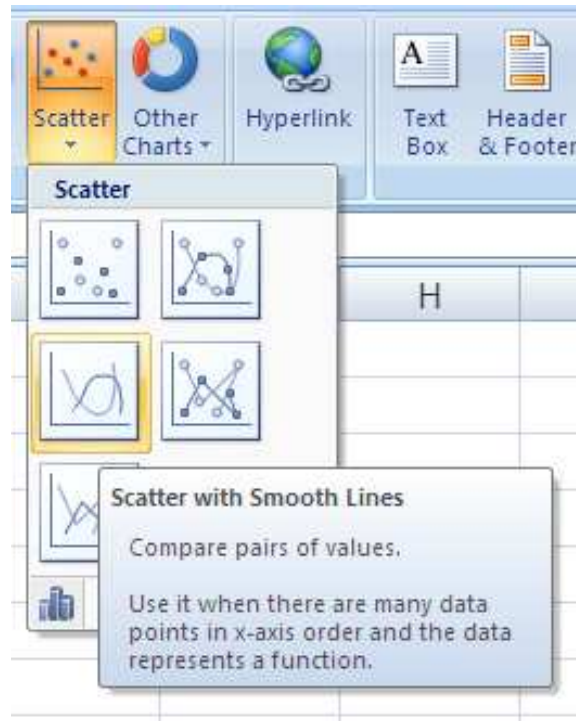 Scatter
Other
Charts
Hyperlink
A
Text
Box
Header
& Footer
Scatter
H
Scatter with Smooth Lines
Compare pairs of values.
Use it when there are many data
points in x-axis order and the data
represents a function.